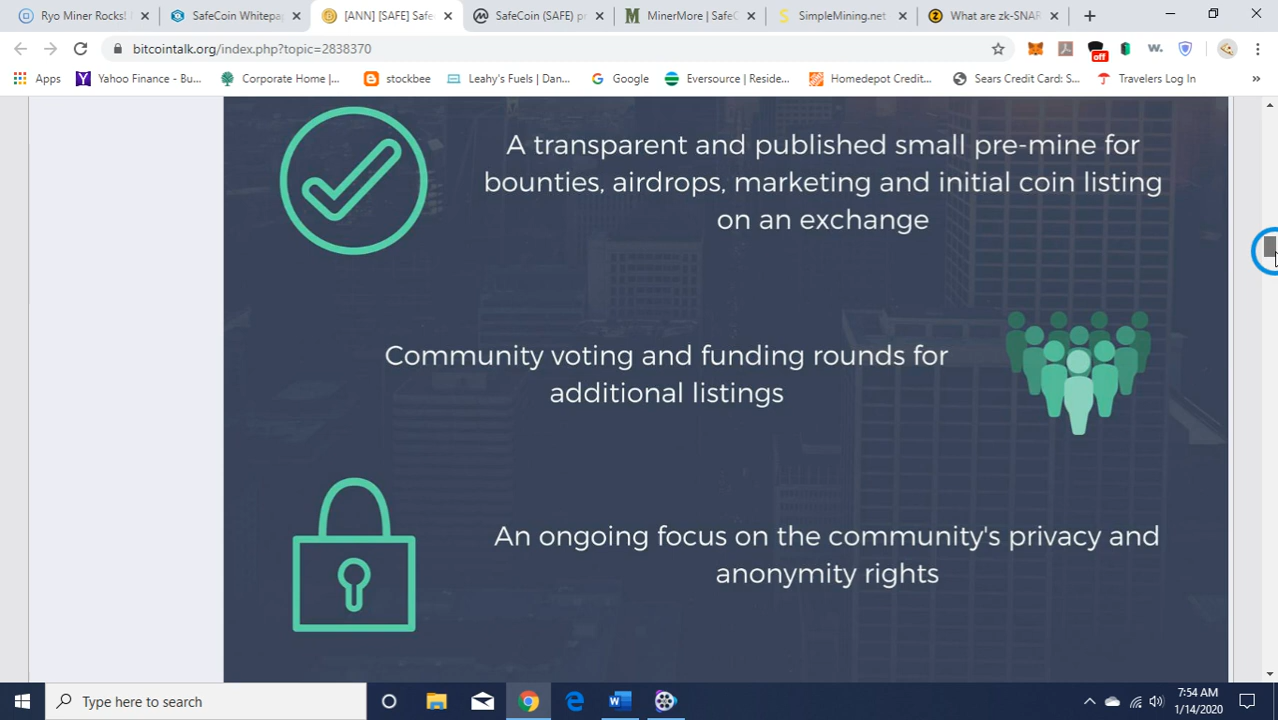 Ryo Miner Rocks!
SafeCoin Whitepap
[ANN] [SAFE] Safe
SafeCoin (SAFE) pr
MinerMore | SafeC
SimpleMining.net
What are zk-SNAR
bitcointalk.org/index.php?topic=2838370
off
w.
Apps
Yahoo Finance - Bu...
Corporate Home |...
stockbee
Leahy's Fuels | Dan...
Google
Eversource | Reside...
Homedepot Credit...
Sears Credit Card: S...
Travelers Log In
»
A transparent and published small pre-mine for
bounties, airdrops, marketing and initial coin listing
on an exchange
Community voting and funding rounds for
additional listings
An ongoing focus on the community's privacy and
anonymity rights
Type here to search
7:54 AM
1/14/2020